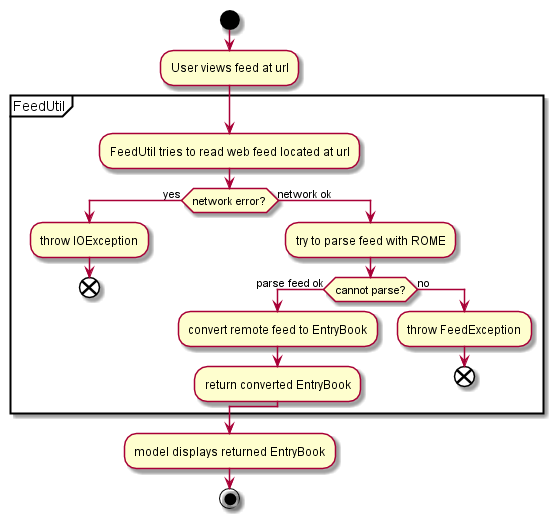 User views feed at url
FeedUtil
FeedUtil tries to read web feed located at url
yes
network error?
network ok
throw IOException
try to parse feed with ROME
parse feed ok
cannot parse?
no
convert remote feed to EntryBook
throw FeedException
return converted EntryBook
model displays returned EntryBook